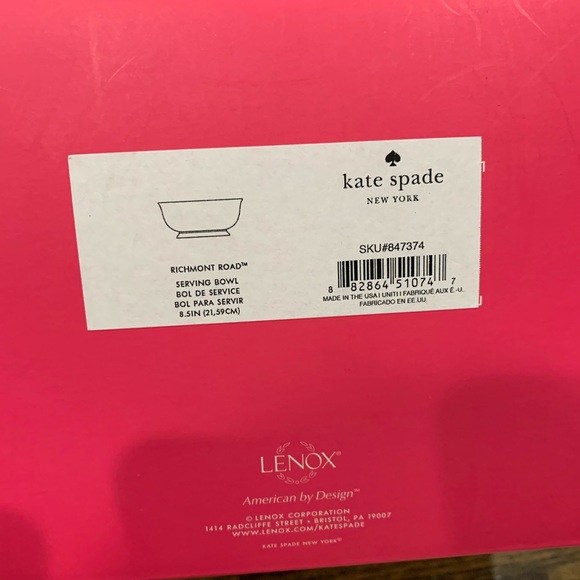 RICHMONT ROAD™
SERVING BOWL
BOL DE SERVICE
BOL PARA SERVIR
8.5IN (21,59CM)
kate spade
NEW YORK
SKU#847374
8 82864 51074 7
MADE IN THE USA I UNITI I FABRIQUÉ AUX É.-U.
FABRICADO EN EE.UU.
LENOX®
American by Design™
© LENOX CORPORATION
1414 RADCLIFFE STREET • BRISTOL, PA 19007
WWW.LENOX.COM/KATESPADE
KATE SPADE NEW YORK®